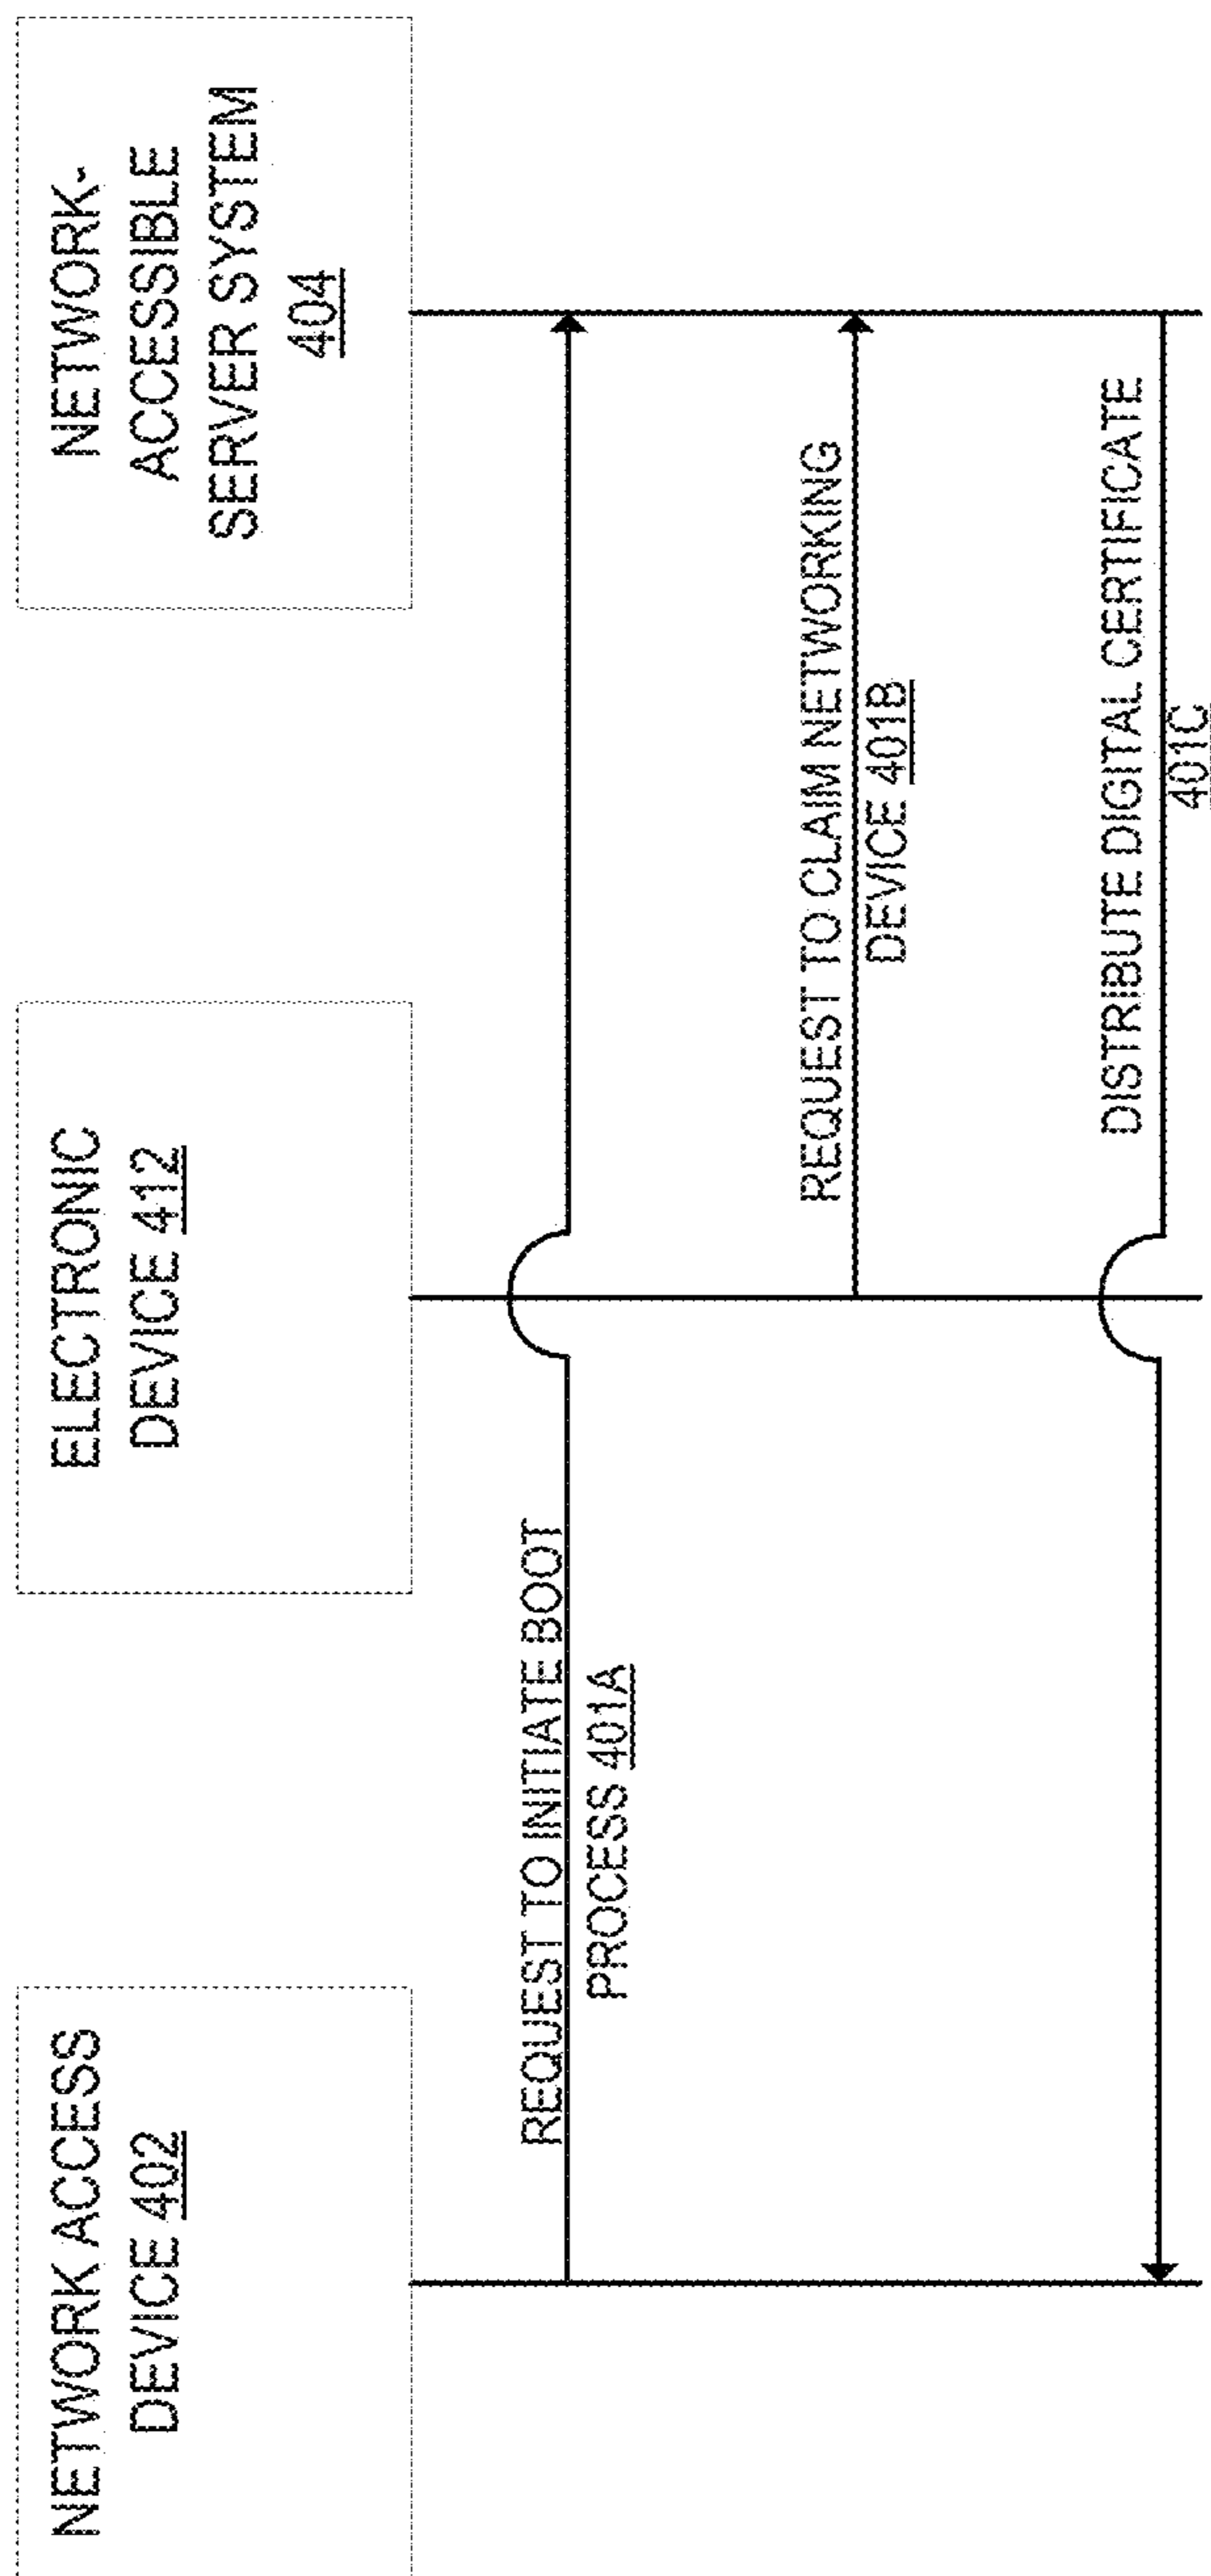 NETWORK ACCESS
DEVICE 402
ELECTRONIC
DEVICE 412
NETWORK-
ACCESSIBLE
SERVER SYSTEM
404
REQUEST TO INITIATE BOOT
PROCESS 401A
REQUEST TO CLAIM NETWORKING
DEVICE 401B
DISTRIBUTE DIGITAL CERTIFICATE
401C